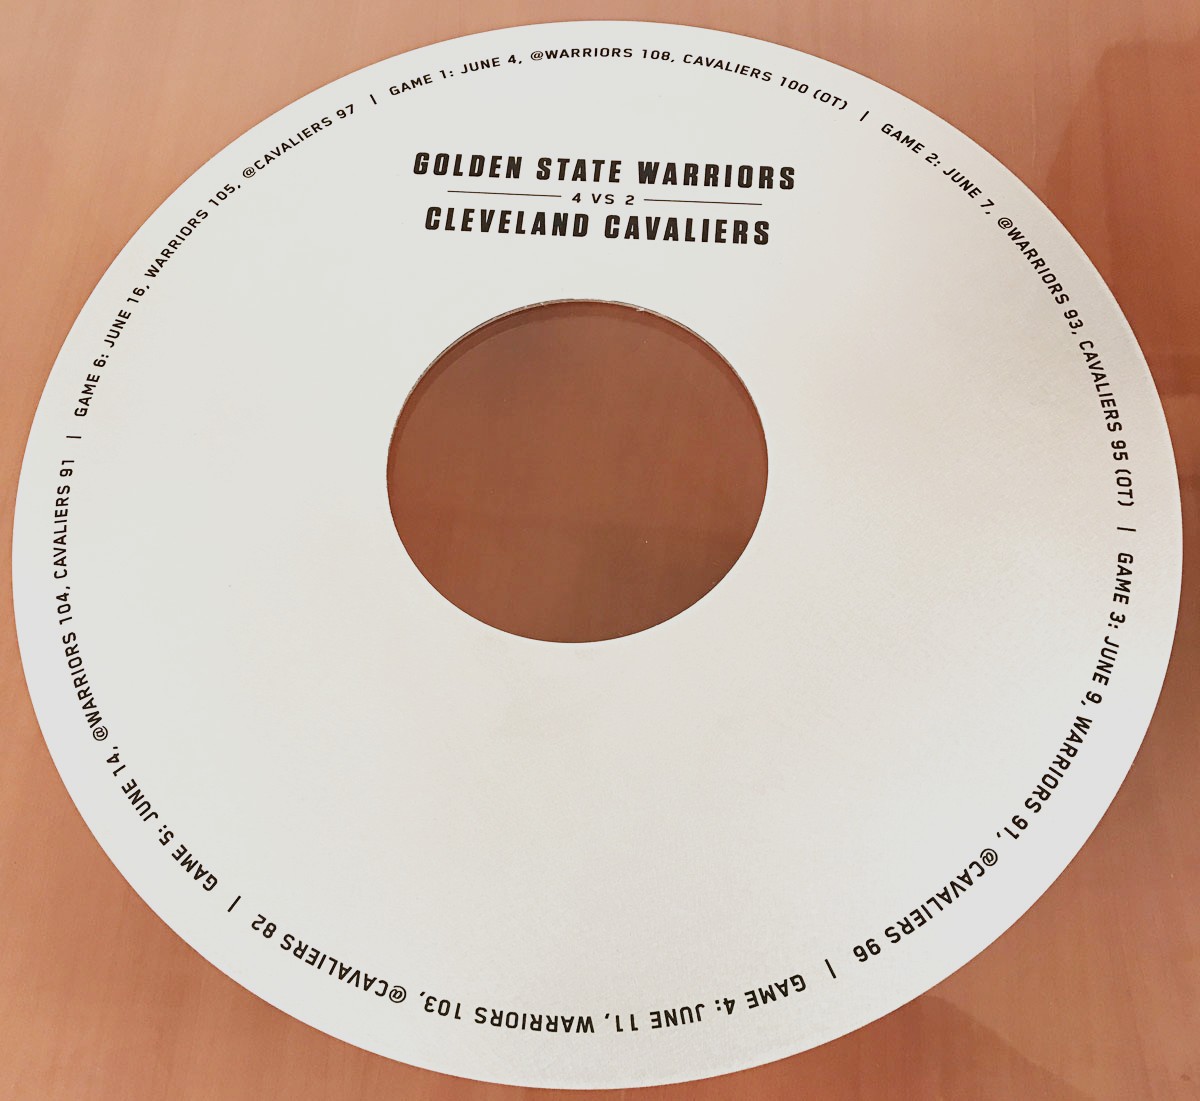 GOLDEN STATE WARRIORS
4 VS 2
CLEVELAND CAVALIERS
GAME 1: JUNE 4, @WARRIORS 108, CAVALIERS 100 (OT) | GAME 2: JUNE 7, @WARRIORS 93, CAVALIERS 95 (OT) | GAME 3: JUNE 9, WARRIORS 91, @CAVALIERS 96 | GAME 4: JUNE 11, WARRIORS 103, @CAVALIERS 82 | GAME 5: JUNE 14, @WARRIORS 104, CAVALIERS 91 | GAME 6: JUNE 16, WARRIORS 105, @CAVALIERS 97 |